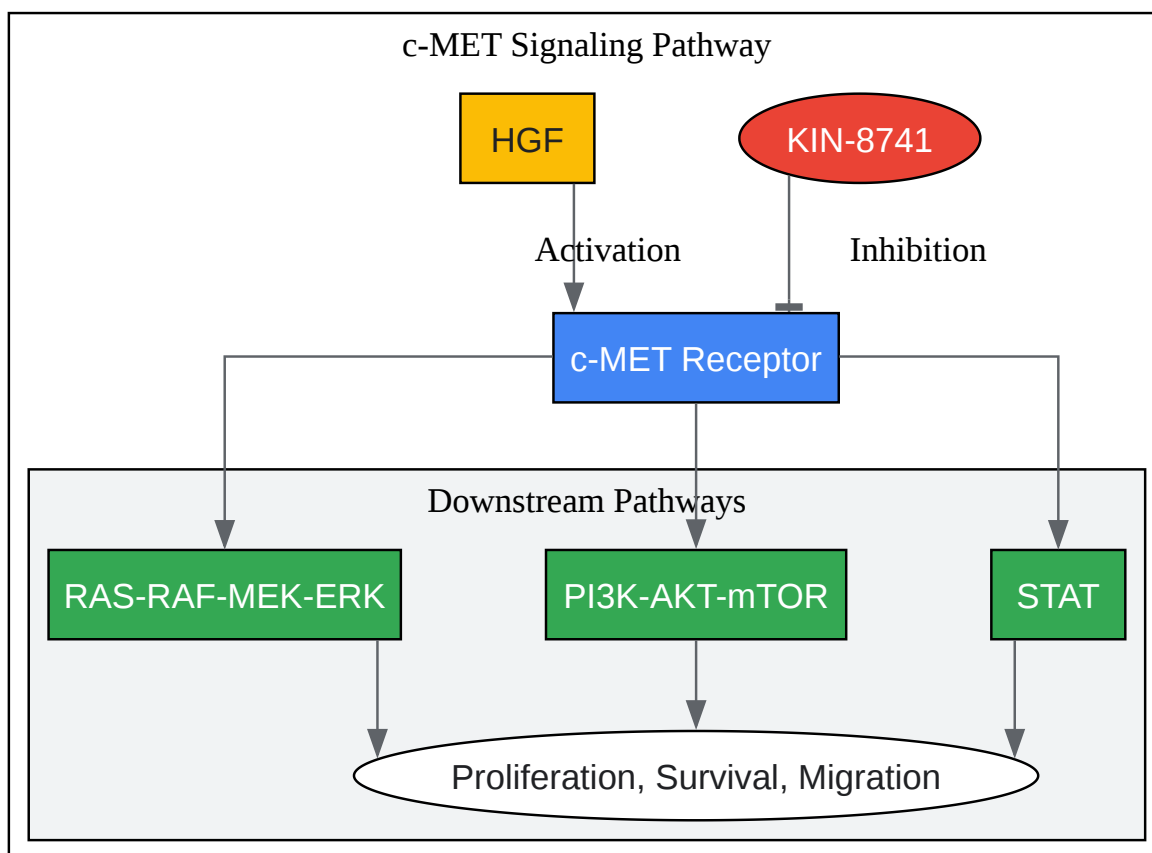 c-MET Signaling Pathway
HGF
KIN-8741
Activation
Inhibition
c-MET Receptor
Downstream Pathways
RAS-RAF-MEK-ERK
PI3K-AKT-mTOR
STAT
Proliferation, Survival, Migration